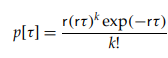 p[τ] = r(rτ)^k exp(−rτ) / k!